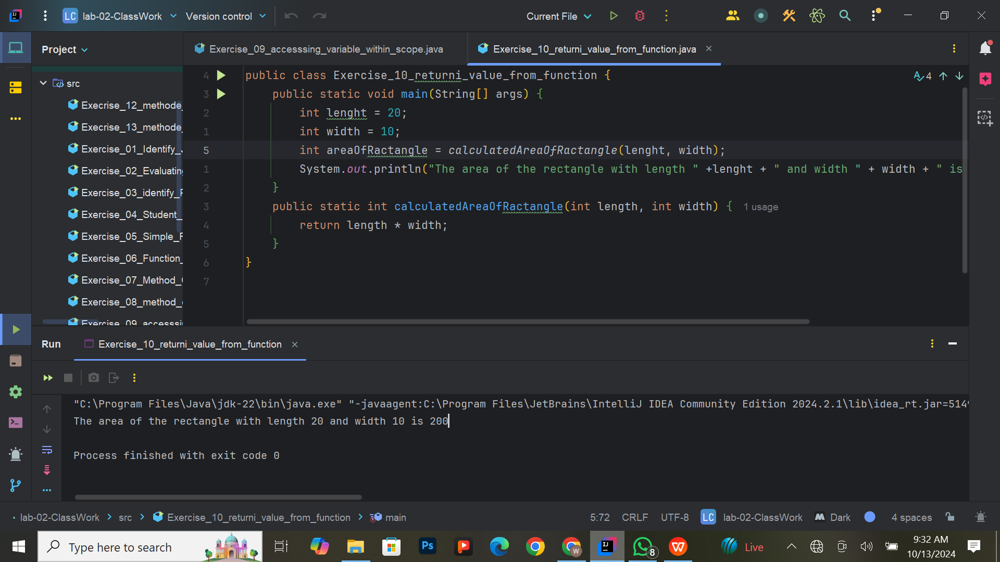 LC lab-02-ClassWork Version control Current File
Project
Exercise_09_accesssing_variable_within_scope.java
Exercise_10_returni_value_from_function.java
src
Execrise_12_methode_
Execrise_13_methode_
Exercise_01_Identify_J
Exercise_02_Evaluating
Exercise_03_identify_F
Exercise_04_Student_
Exercise_05_Simple_F
Exercise_06_Function_
Exercise_07_Method_
Exercise_08_method_
Exercise_09_accesssi
4 public class Exercise_10_returni_value_from_function {
4
3 public static void main(String[] args) {
2 int lenght = 20;
1 int width = 10;
5 int areaOfRactangle = calculatedAreaOfRactangle(lenght, width);
1 System.out.println("The area of the rectangle with length " +lenght + " and width " + width + " is
2 }
3 public static int calculatedAreaOfRactangle(int length, int width) { 1 usage
4 return length * width;
5 }
6 }
7
Run Exercise_10_returni_value_from_function
"C:\Program Files\Java\jdk-22\bin\java.exe" "-javaagent:C:\Program Files\JetBrains\IntelliJ IDEA Community Edition 2024.2.1\lib\idea_rt.jar=5149
The area of the rectangle with length 20 and width 10 is 200
Process finished with exit code 0
lab-02-ClassWork > src > Exercise_10_returni_value_from_function > main
5:72 CRLF UTF-8 LC lab-02-ClassWork Dark 4 spaces
Type here to search
Ps
W
IJ
8
Live
9:32 AM
10/13/2024